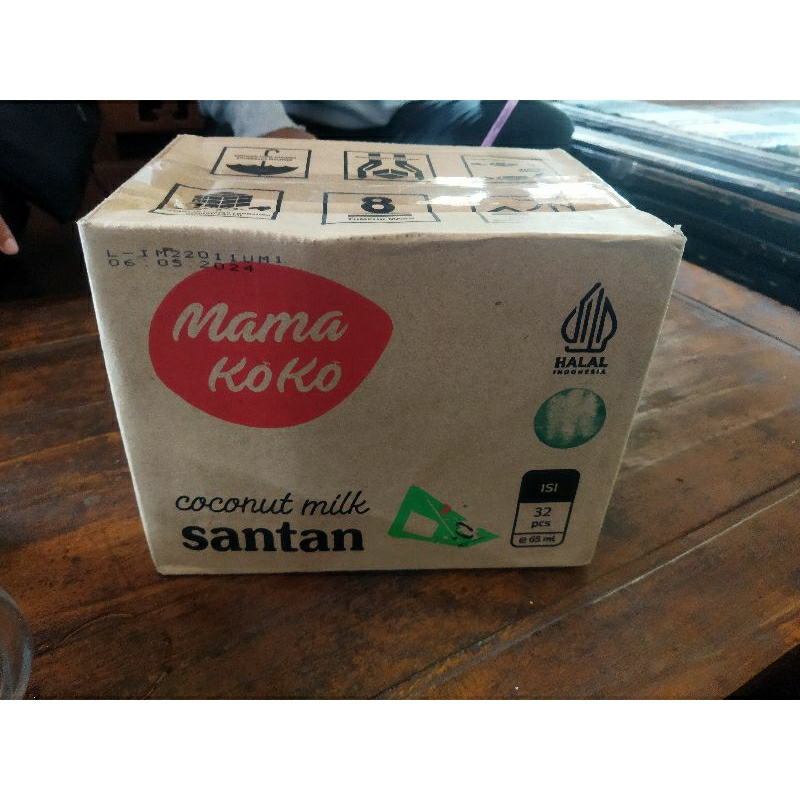 8
L-IM22011UM1
06.05.2024
Mama
KoKo
HALAL
INDONESIA
coconut milk
santan
ISI
32
pcs
@ 65 ml